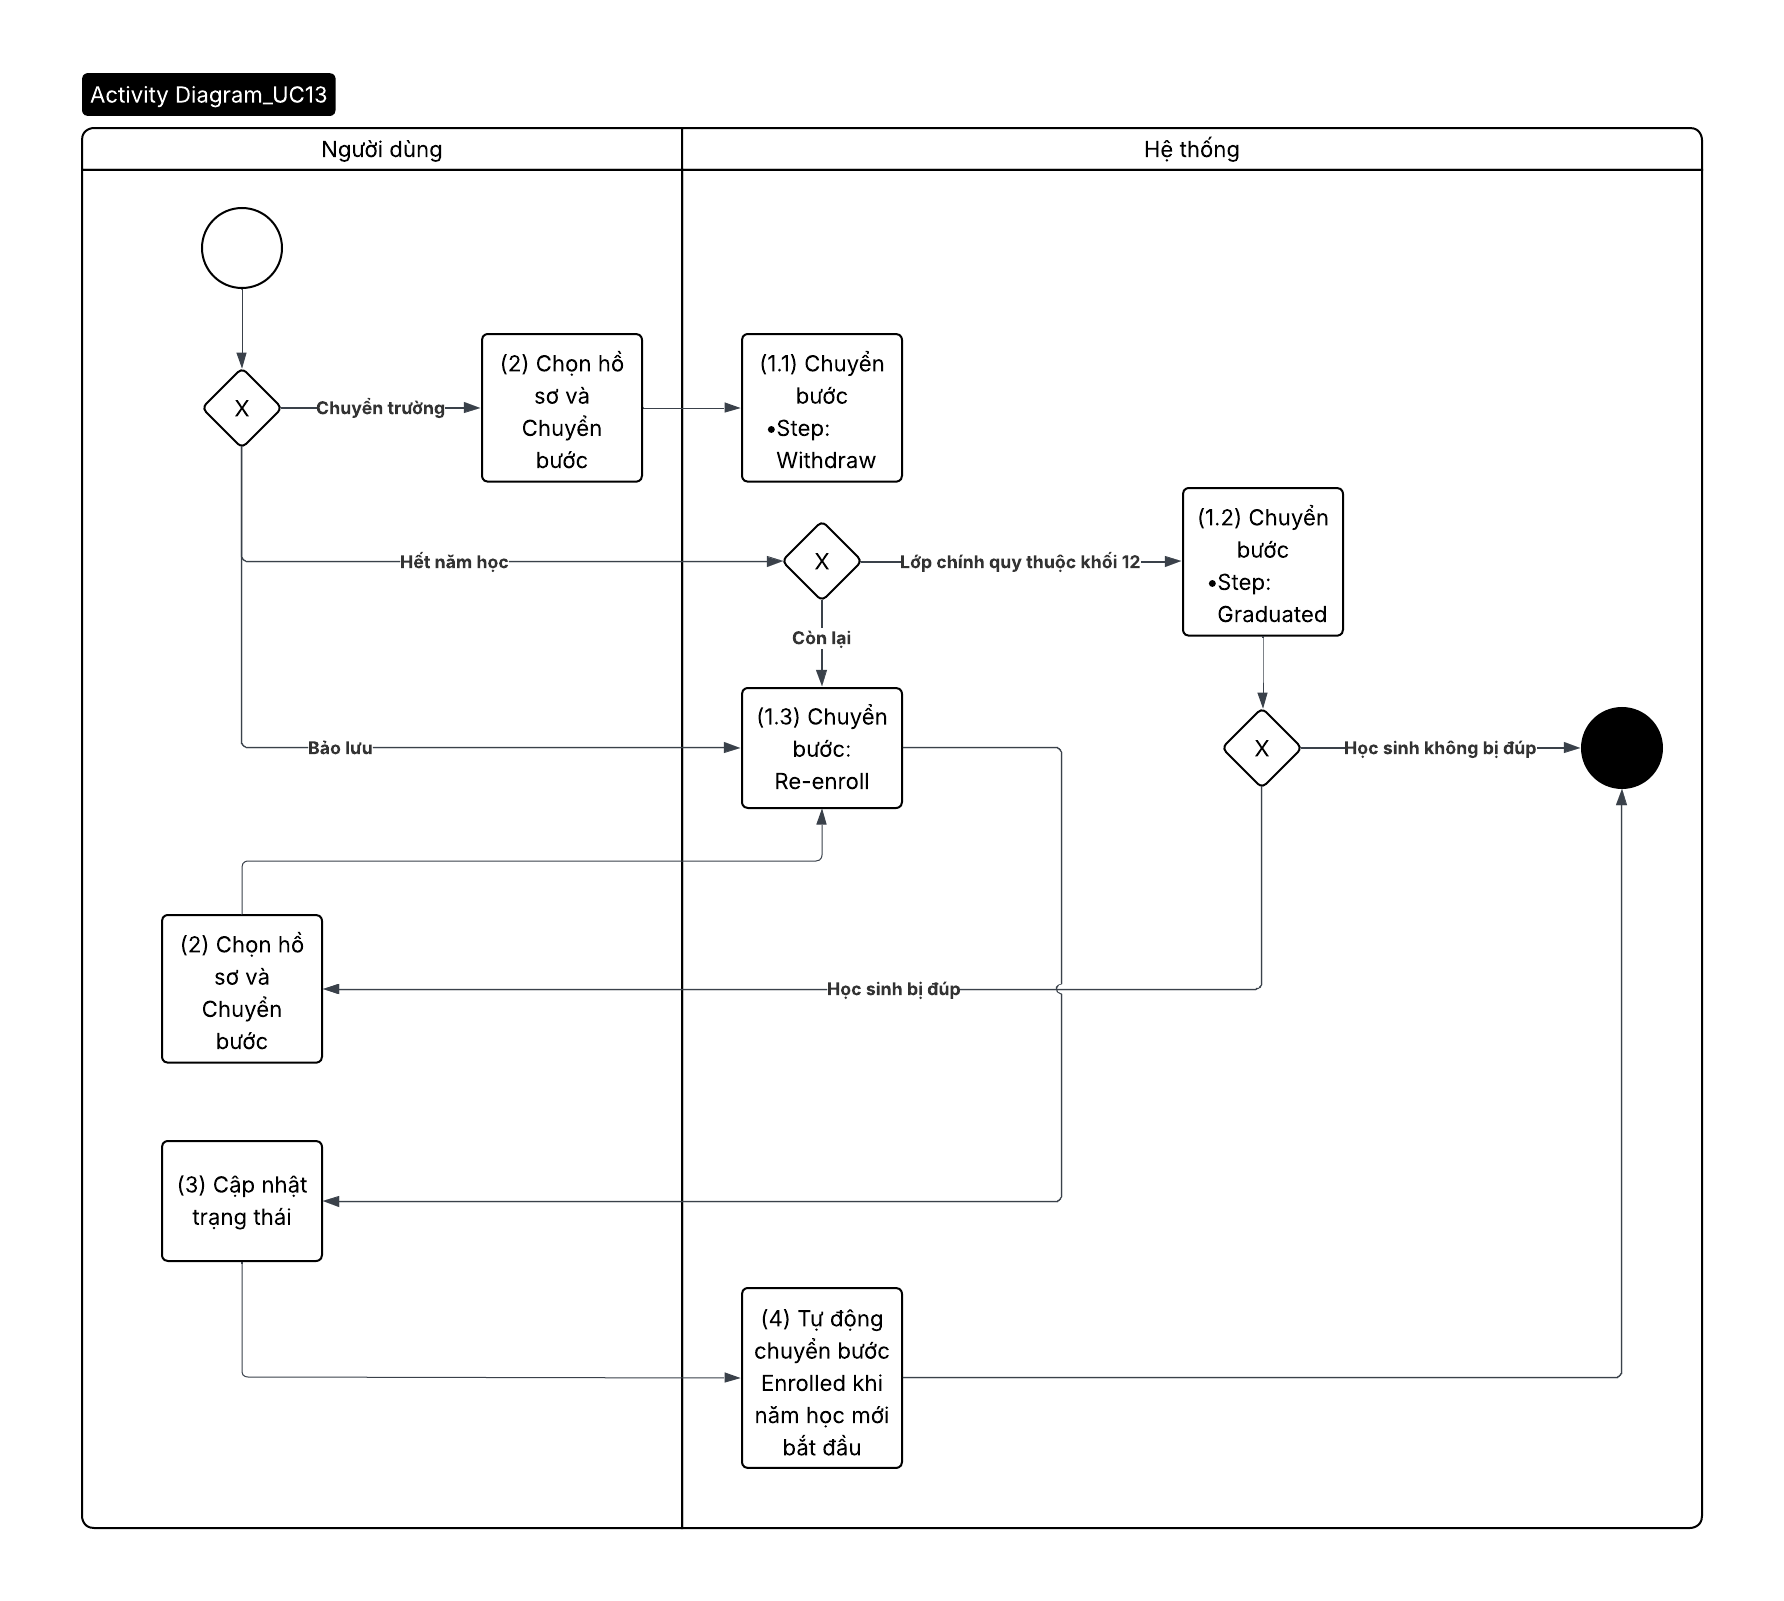 Activity Diagram_UC13
Người dùng
Hệ thống
(2) Chọn hồ
sơ và
Chuyển
bước
(1.1) Chuyển
bước
•Step:
Withdraw
X
Chuyển trường
(1.2) Chuyển
bước
•Step:
Graduated
Hết năm học
X
Lớp chính quy thuộc khối 12
Còn lại
(1.3) Chuyển
bước:
Re-enroll
Bảo lưu
X
Học sinh không bị đúp
(2) Chọn hồ
sơ và
Chuyển
bước
Học sinh bị đúp
(3) Cập nhật
trạng thái
(4) Tự động
chuyển bước
Enrolled khi
năm học mới
bắt đầu